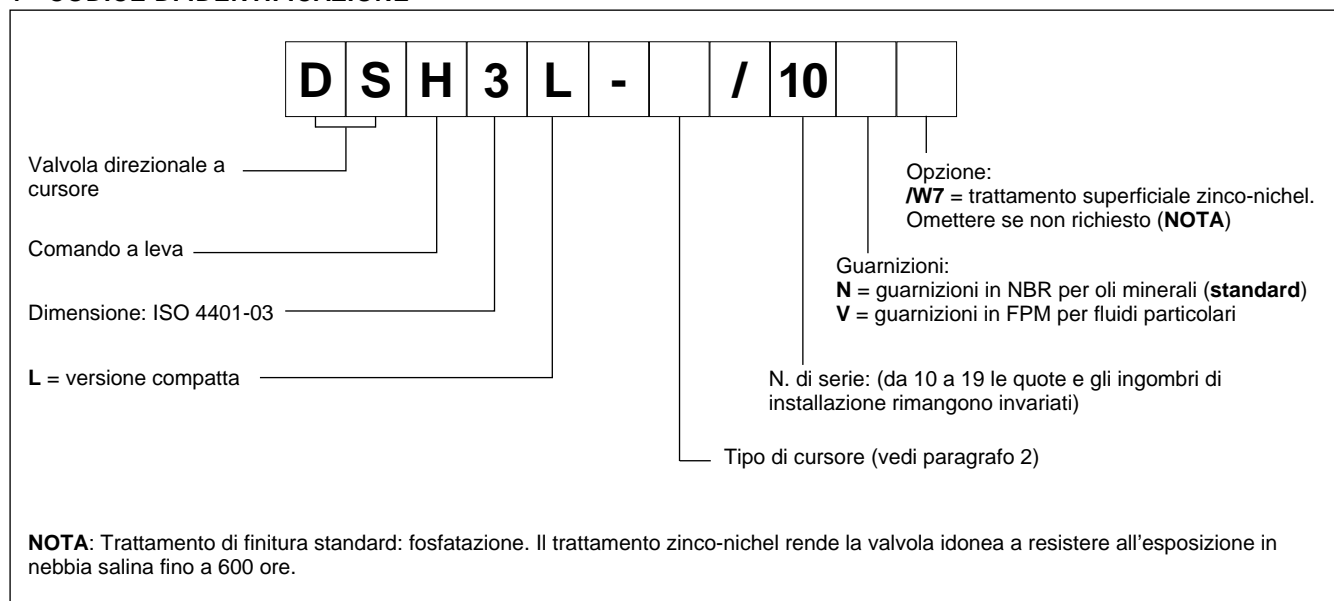 D S H 3 L - / 10
Valvola direzionale a
cursore
Comando a leva
Dimensione: ISO 4401-03
L = versione compatta
Opzione:
/W7 = trattamento superficiale zinco-nichel.
Omettere se non richiesto (NOTA)
Guarnizioni:
N = guarnizioni in NBR per oli minerali (standard)
V = guarnizioni in FPM per fluidi particolari
N. di serie: (da 10 a 19 le quote e gli ingombri di
installazione rimangono invariati)
Tipo di cursore (vedi paragrafo 2)
NOTA: Trattamento di finitura standard: fosfatazione. Il trattamento zinco-nichel rende la valvola idonea a resistere all'esposizione in
nebbia salina fino a 600 ore.